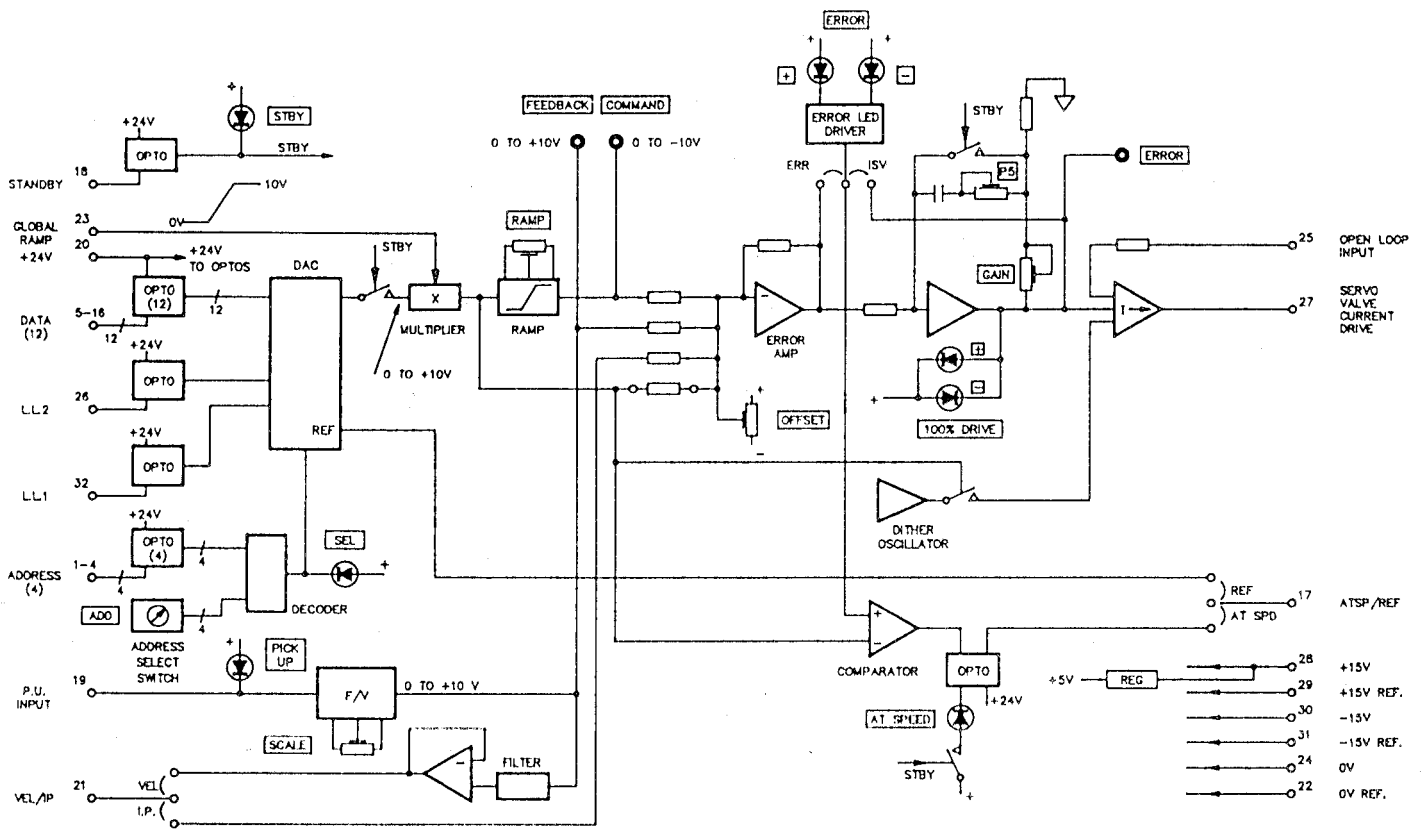 ERROR
+
+
+
-
ERROR LED
DRIVER
+
STBY
+24V
OPTO
STBY
18
STANDBY
FEEDBACK
COMMAND
0 TO +10V
0 TO -10V
STBY
P5
ERROR
ERR
ISV
10V
0V
23
GLOBAL
RAMP
20
+24V
+24V
TO OPTOS
OPTO
(12)
12
5-16
DATA
(12)
12
DAC
STBY
X
MULTIPLIER
0 TO +10V
RAMP
RAMP
-
ERROR
AMP
GAIN
I
25
OPEN LOOP
INPUT
27
SERVO
VALVE
CURRENT
DRIVE
+24V
OPTO
26
L.L.2
REF
+
OFFSET
-
+
-
+
100% DRIVE
+24V
OPTO
32
L.L.1
DITHER
OSCILLATOR
+24V
OPTO
(4)
4
1-4
ADDRESS
(4)
4
SEL
+
DECODER
ADD
4
ADDRESS
SELECT
SWITCH
REF
17
ATSP/REF
AT SPD
+
-
COMPARATOR
OPTO
+24V
+
PICK
UP
19
P.U.
INPUT
F/V
0 TO +10 V
SCALE
AT SPEED
STBY
+
÷5V
REG
28
+15V
29
+15V REF.
30
-15V
31
-15V REF.
24
0V
22
0V REF.
-
FILTER
21
VEL/IP
VEL
I.P.